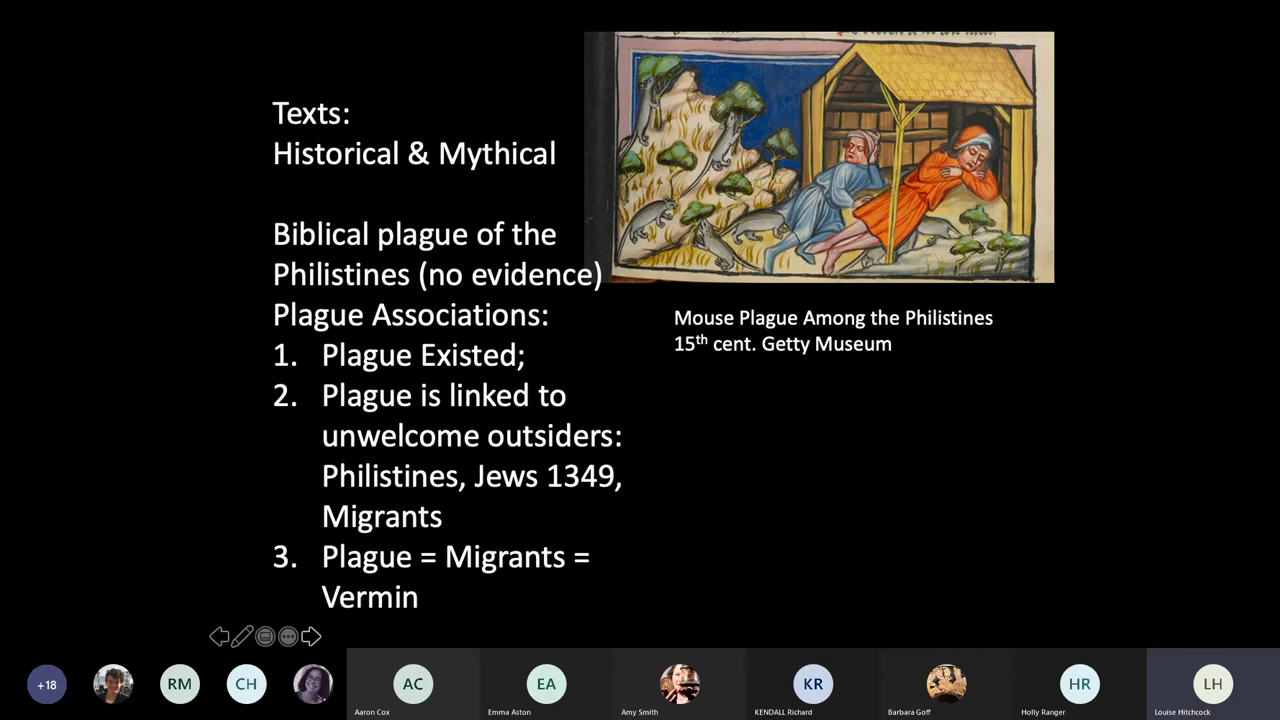 Texts:
Historical & Mythical
Biblical plague of the
Philistines (no evidence)
Plague Associations:
1. Plague Existed;
2. Plague is linked to
unwelcome outsiders:
Philistines, Jews 1349,
Migrants
3. Plague = Migrants =
Vermin
Mouse Plague Among the Philistines
15th cent. Getty Museum
+18
RM
CH
AC
Aaron Cox
EA
Emma Aston
Amy Smith
KR
KENDALL Richard
Barbara Goff
HR
Holly Ranger
LH
Louise Hitchcock